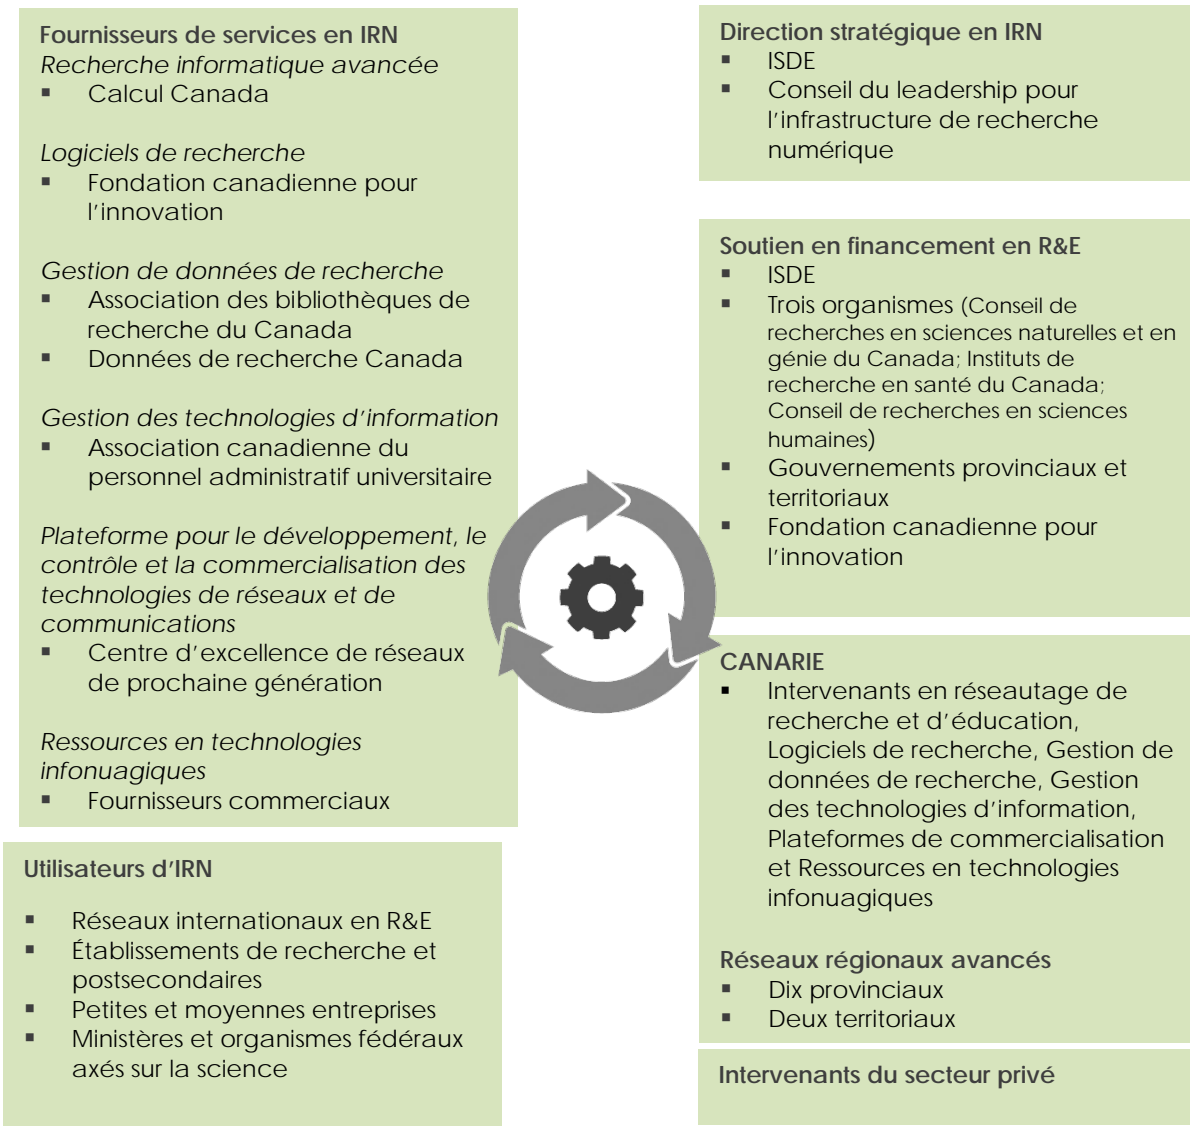 Fournisseurs de services en IRN
Recherche informatique avancée
▪ Calcul Canada
Logiciels de recherche
▪ Fondation canadienne pour
l’innovation
Gestion de données de recherche
▪ Association des bibliothèques de
recherche du Canada
▪ Données de recherche Canada
Gestion des technologies d’information
▪ Association canadienne du
personnel administratif universitaire
Plateforme pour le développement, le
contrôle et la commercialisation des
technologies de réseaux et de
communications
▪ Centre d’excellence de réseaux
de prochaine génération
Ressources en technologies
infonuagiques
▪ Fournisseurs commerciaux
Utilisateurs d’IRN
▪ Réseaux internationaux en R&E
▪ Établissements de recherche et
postsecondaires
▪ Petites et moyennes entreprises
▪ Ministères et organismes fédéraux
axés sur la science
Direction stratégique en IRN
▪ ISDE
▪ Conseil du leadership pour
l’infrastructure de recherche
numérique
Soutien en financement en R&E
▪ ISDE
▪ Trois organismes (Conseil de
recherches en sciences naturelles et en
génie du Canada; Instituts de
recherche en santé du Canada;
Conseil de recherches en sciences
humaines)
▪ Gouvernements provinciaux et
territoriaux
▪ Fondation canadienne pour
l’innovation
CANARIE
▪ Intervenants en réseautage de
recherche et d’éducation,
Logiciels de recherche, Gestion de
données de recherche, Gestion
des technologies d’information,
Plateformes de commercialisation
et Ressources en technologies
infonuagiques
Réseaux régionaux avancés
▪ Dix provinciaux
▪ Deux territoriaux
Intervenants du secteur privé